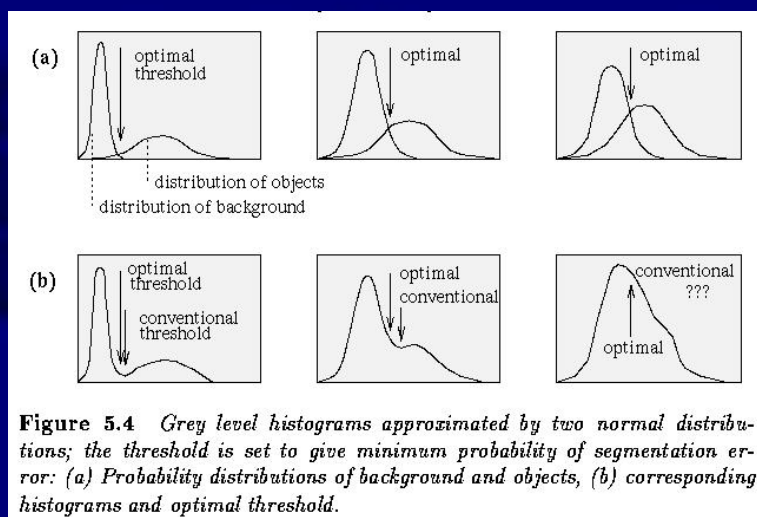 (a)
optimal
threshold
optimal
optimal
distribution of objects
distribution of background
(b)
optimal
threshold
conventional
threshold
optimal
conventional
conventional
???
optimal
Figure 5.4 Grey level histograms approximated by two normal distribu-
tions; the threshold is set to give minimum probability of segmentation er-
ror: (a) Probability distributions of background and objects, (b) corresponding
histograms and optimal threshold.